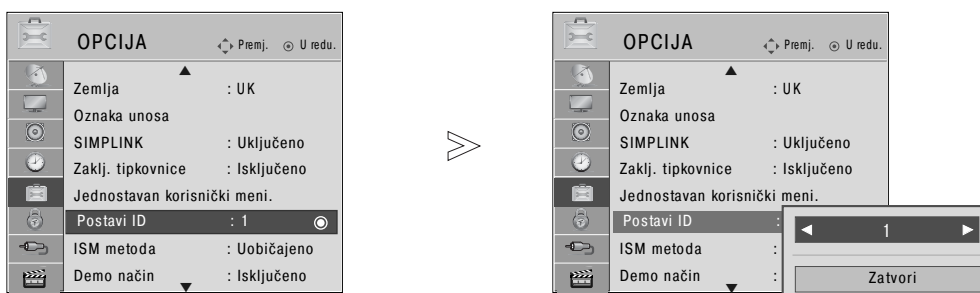 OPCIJA Premj. U redu.
Zemlja : UK
Oznaka unosa
SIMPLINK : Uključeno
Zaklj. tipkovnice : Isključeno
Jednostavan korisnički meni.
Postavi ID : 1
ISM metoda : Uobičajeno
Demo način : Isključeno
OPCIJA Premj. U redu.
Zemlja : UK
Oznaka unosa
SIMPLINK : Uključeno
Zaklj. tipkovnice : Isključeno
Jednostavan korisnički meni.
Postavi ID :
ISM metoda :
Demo način :
1
Zatvori